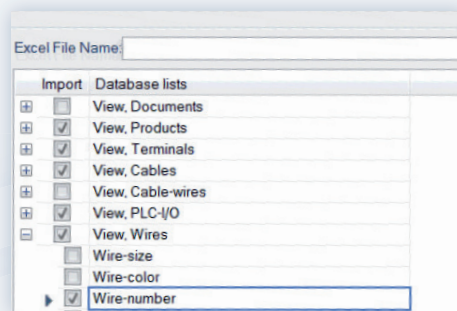 Excel File Name:
Import Database lists
View, Documents
View, Products
View, Terminals
View, Cables
View, Cable-wires
View, PLC-I/O
View, Wires
Wire-size
Wire-color
Wire-number